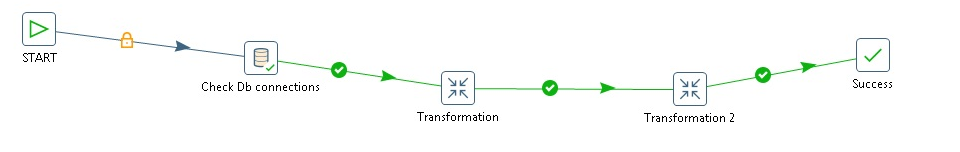 START
Check Db connections
Transformation
Transformation 2
Success